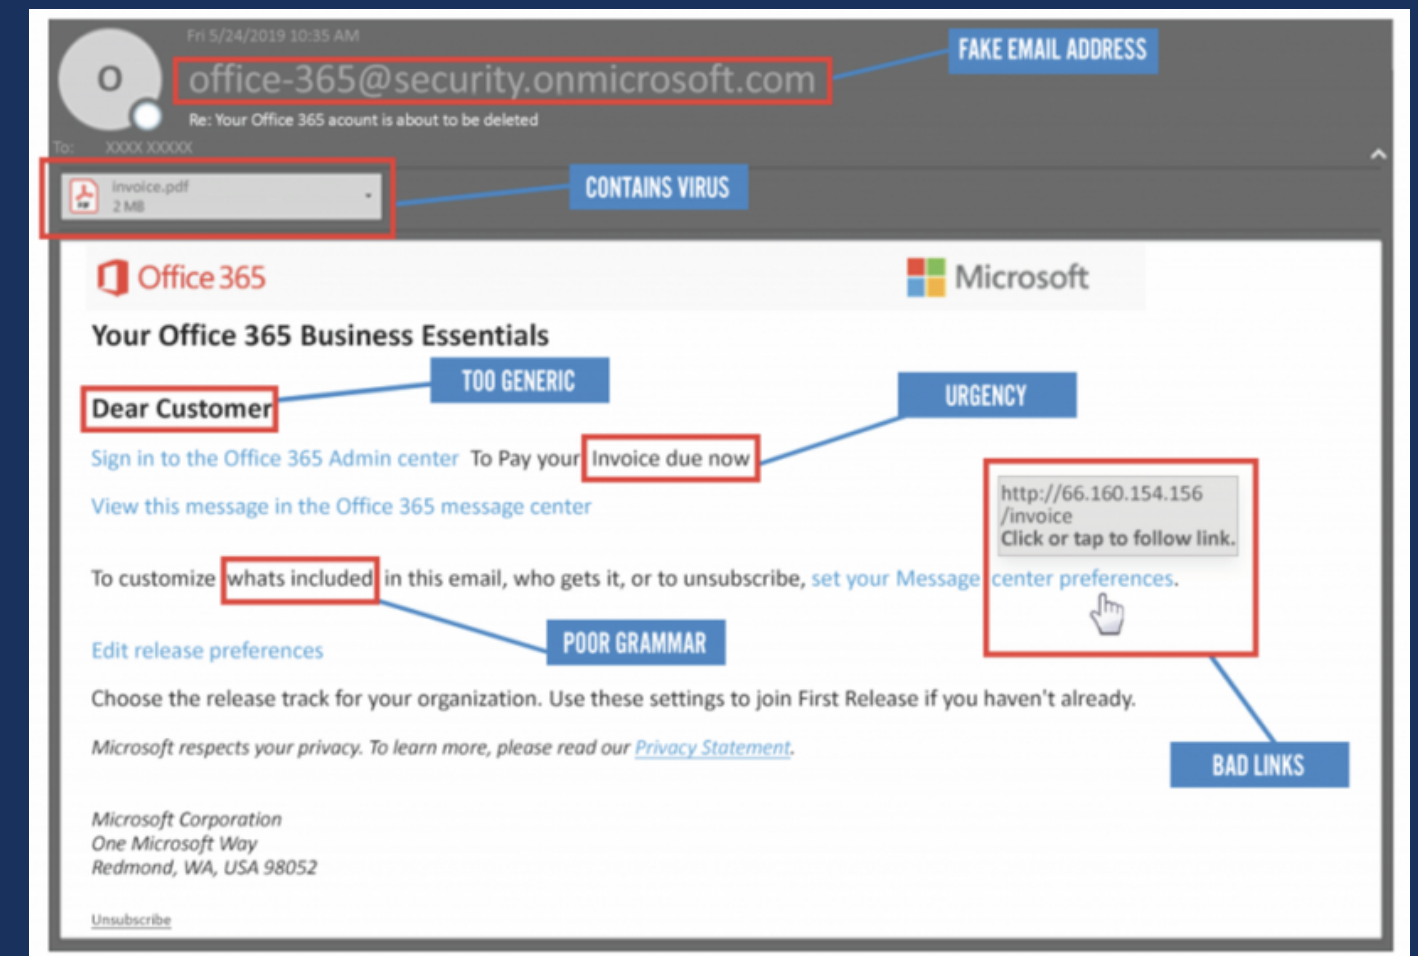 Fri 5/24/2019 10:35 AM
FAKE EMAIL ADDRESS
O
office-365@security.onmicrosoft.com
Re: Your Office 365 acount is about to be deleted
To: XXXX XXXXX
invoice.pdf
2 MB
CONTAINS VIRUS
Office 365
Microsoft
Your Office 365 Business Essentials
TOO GENERIC
URGENCY
Dear Customer
Sign in to the Office 365 Admin center To Pay your Invoice due now
View this message in the Office 365 message center
http://66.160.154.156
/invoice
Click or tap to follow link.
To customize whats included in this email, who gets it, or to unsubscribe, set your Message center preferences.
POOR GRAMMAR
Edit release preferences
Choose the release track for your organization. Use these settings to join First Release if you haven't already.
Microsoft respects your privacy. To learn more, please read our Privacy Statement.
BAD LINKS
Microsoft Corporation
One Microsoft Way
Redmond, WA, USA 98052
Unsubscribe